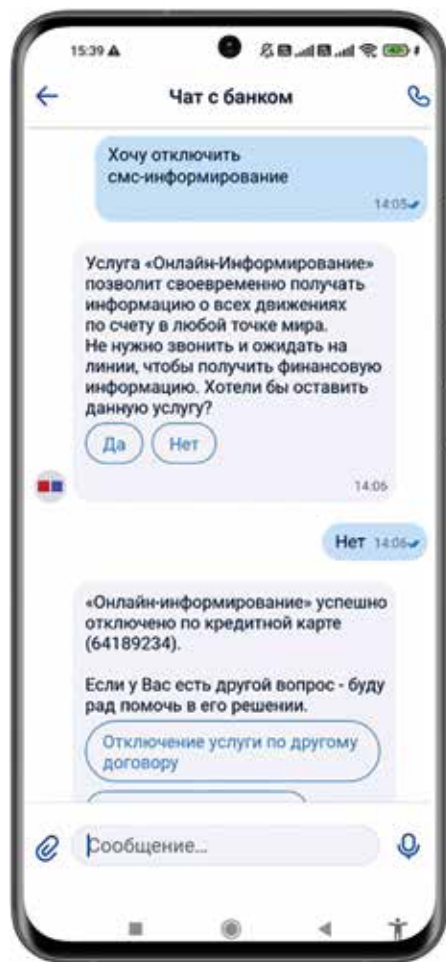 15:39
Чат с банком
Хочу отключить
смс-информирование
14:05
Услуга «Онлайн-Информирование»
позволит своевременно получать
информацию о всех движениях
по счету в любой точке мира.
Не нужно звонить и ожидать на
линии, чтобы получить финансовую
информацию. Хотели бы оставить
данную услугу?
Да Нет
14:06
Нет 14:06
«Онлайн-информирование» успешно
отключено по кредитной карте
(64189234).
Если у Вас есть другой вопрос - буду
рад помочь в его решении.
Отключение услуги по другому
договору
Сообщение...